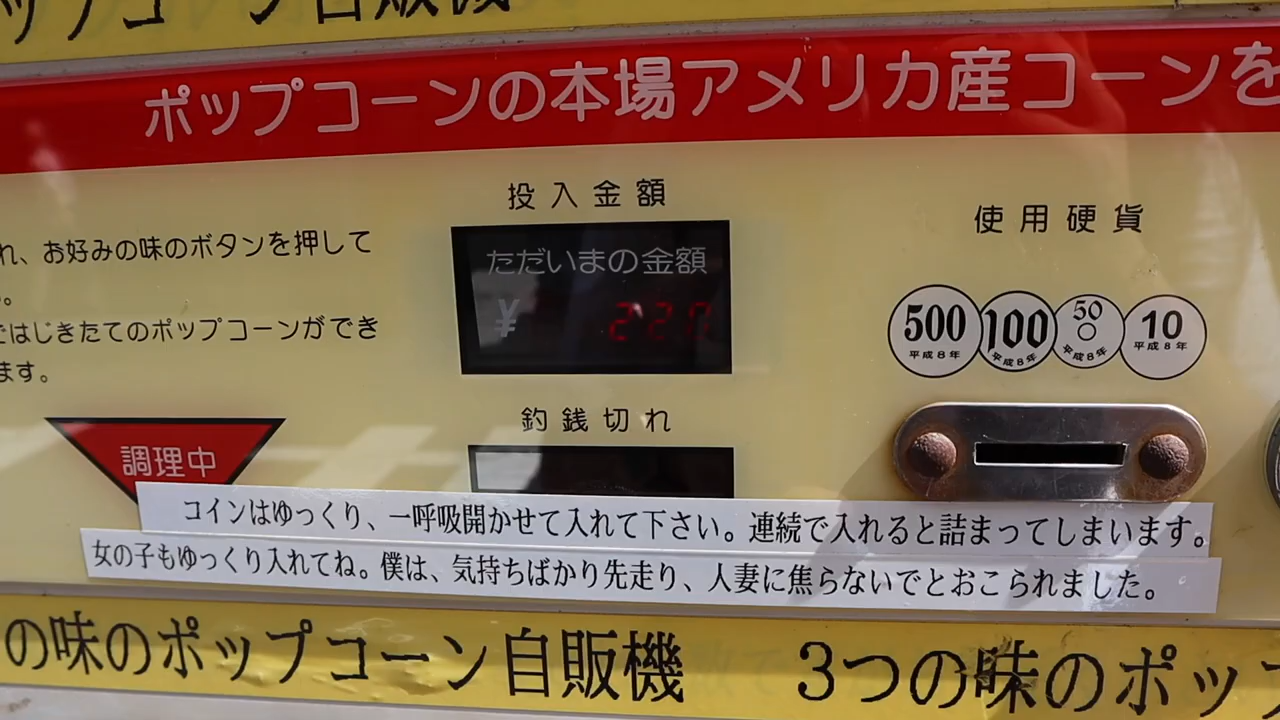 ップコーン自販機
ポップコーンの本場アメリカ産コーンを
れ、お好みの味のボタンを押して
。
ではじきたてのポップコーンができ
ます。
調理中
投入金額
ただいまの金額
¥ 220
釣銭切れ
使用硬貨
500 平成8年
100 平成8年
50 平成8年
10 平成8年
コインはゆっくり、一呼吸開かせて入れて下さい。連続で入れると詰まってしまいます。
女の子もゆっくり入れてね。僕は、気持ちばかり先走り、人妻に焦らないでとおこられました。
の味のポップコーン自販機 3つの味のポッ